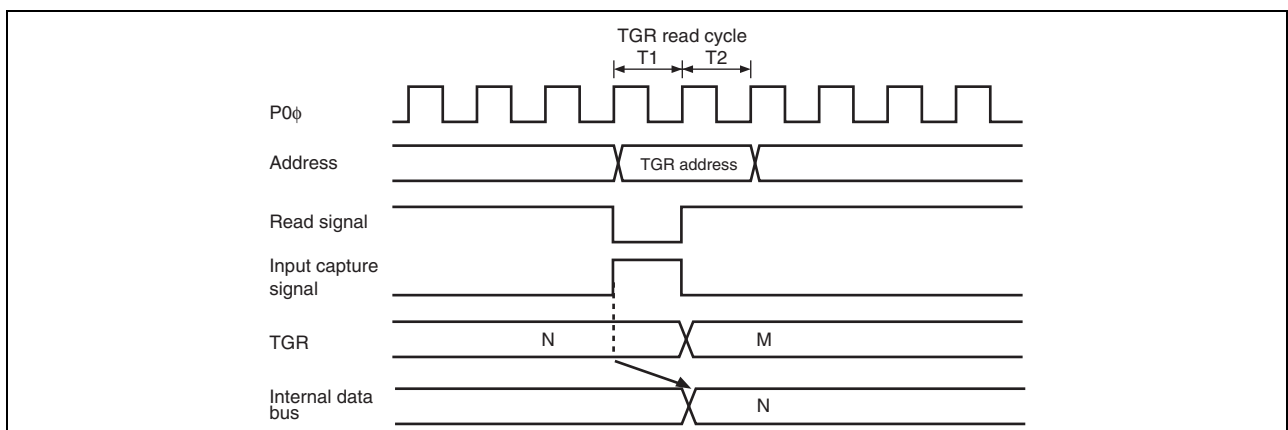 TGR read cycle
T1 T2
P0ϕ
Address TGR address
Read signal
Input capture
signal
TGR N M
Internal data
bus N